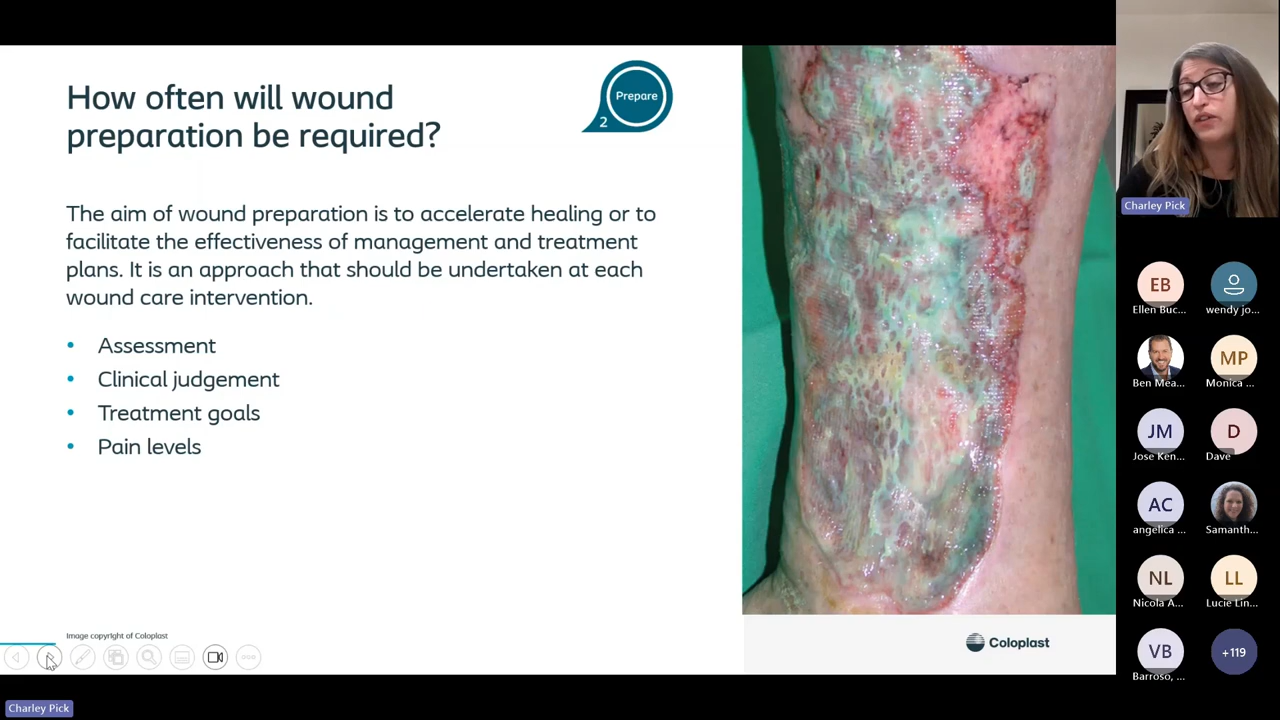 How often will wound
preparation be required?
Prepare
2
The aim of wound preparation is to accelerate healing or to
facilitate the effectiveness of management and treatment
plans. It is an approach that should be undertaken at each
wound care intervention.
• Assessment
• Clinical judgement
• Treatment goals
• Pain levels
Image copyright of Coloplast
Coloplast
Charley Pick
Charley Pick
EB
Ellen Buc...
wendy jo...
Ben Mea...
MP
Monica ...
JM
Jose Ken...
D
Dave
AC
angelica ...
Samanth...
NL
Nicola A...
LL
Lucie Lin...
VB
Barroso, ...
+119